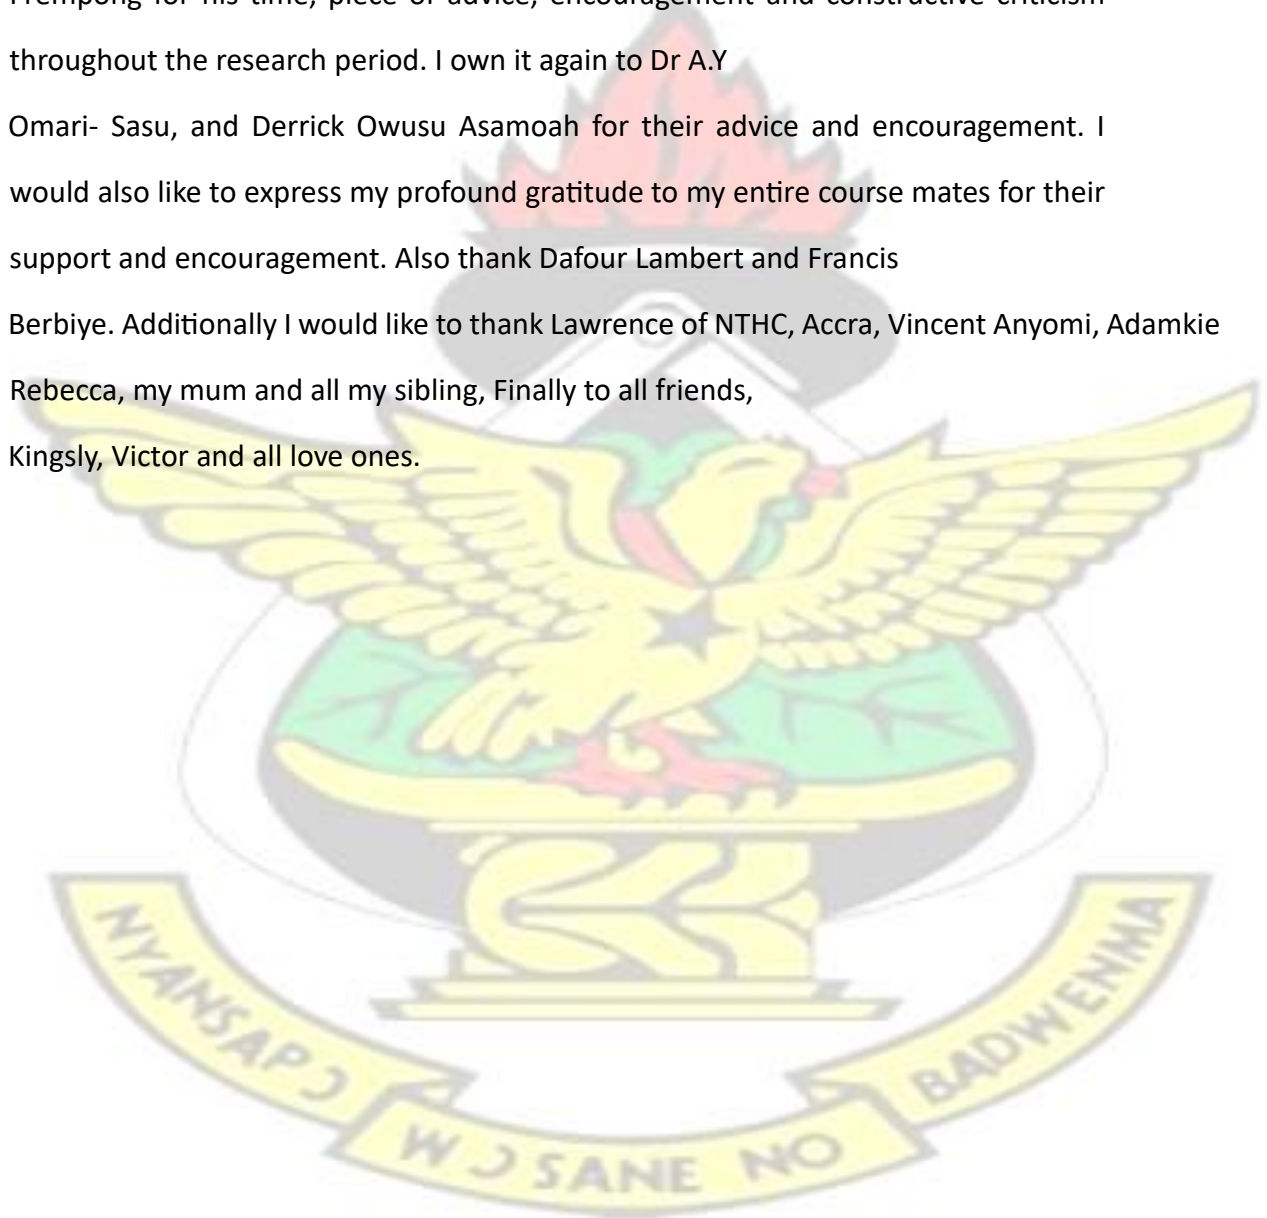 Frempong for his time, piece of advice, encouragement and constructive criticism
throughout the research period. I own it again to Dr A.Y
Omari- Sasu, and Derrick Owusu Asamoah for their advice and encouragement. I
would also like to express my profound gratitude to my entire course mates for their
support and encouragement. Also thank Dafour Lambert and Francis
Berbiye. Additionally I would like to thank Lawrence of NTHC, Accra, Vincent Anyomi, Adamkie
Rebecca, my mum and all my sibling, Finally to all friends,
Kingsly, Victor and all love ones.
NYANSAPƆ
WƆSANE NO
BADWENMA